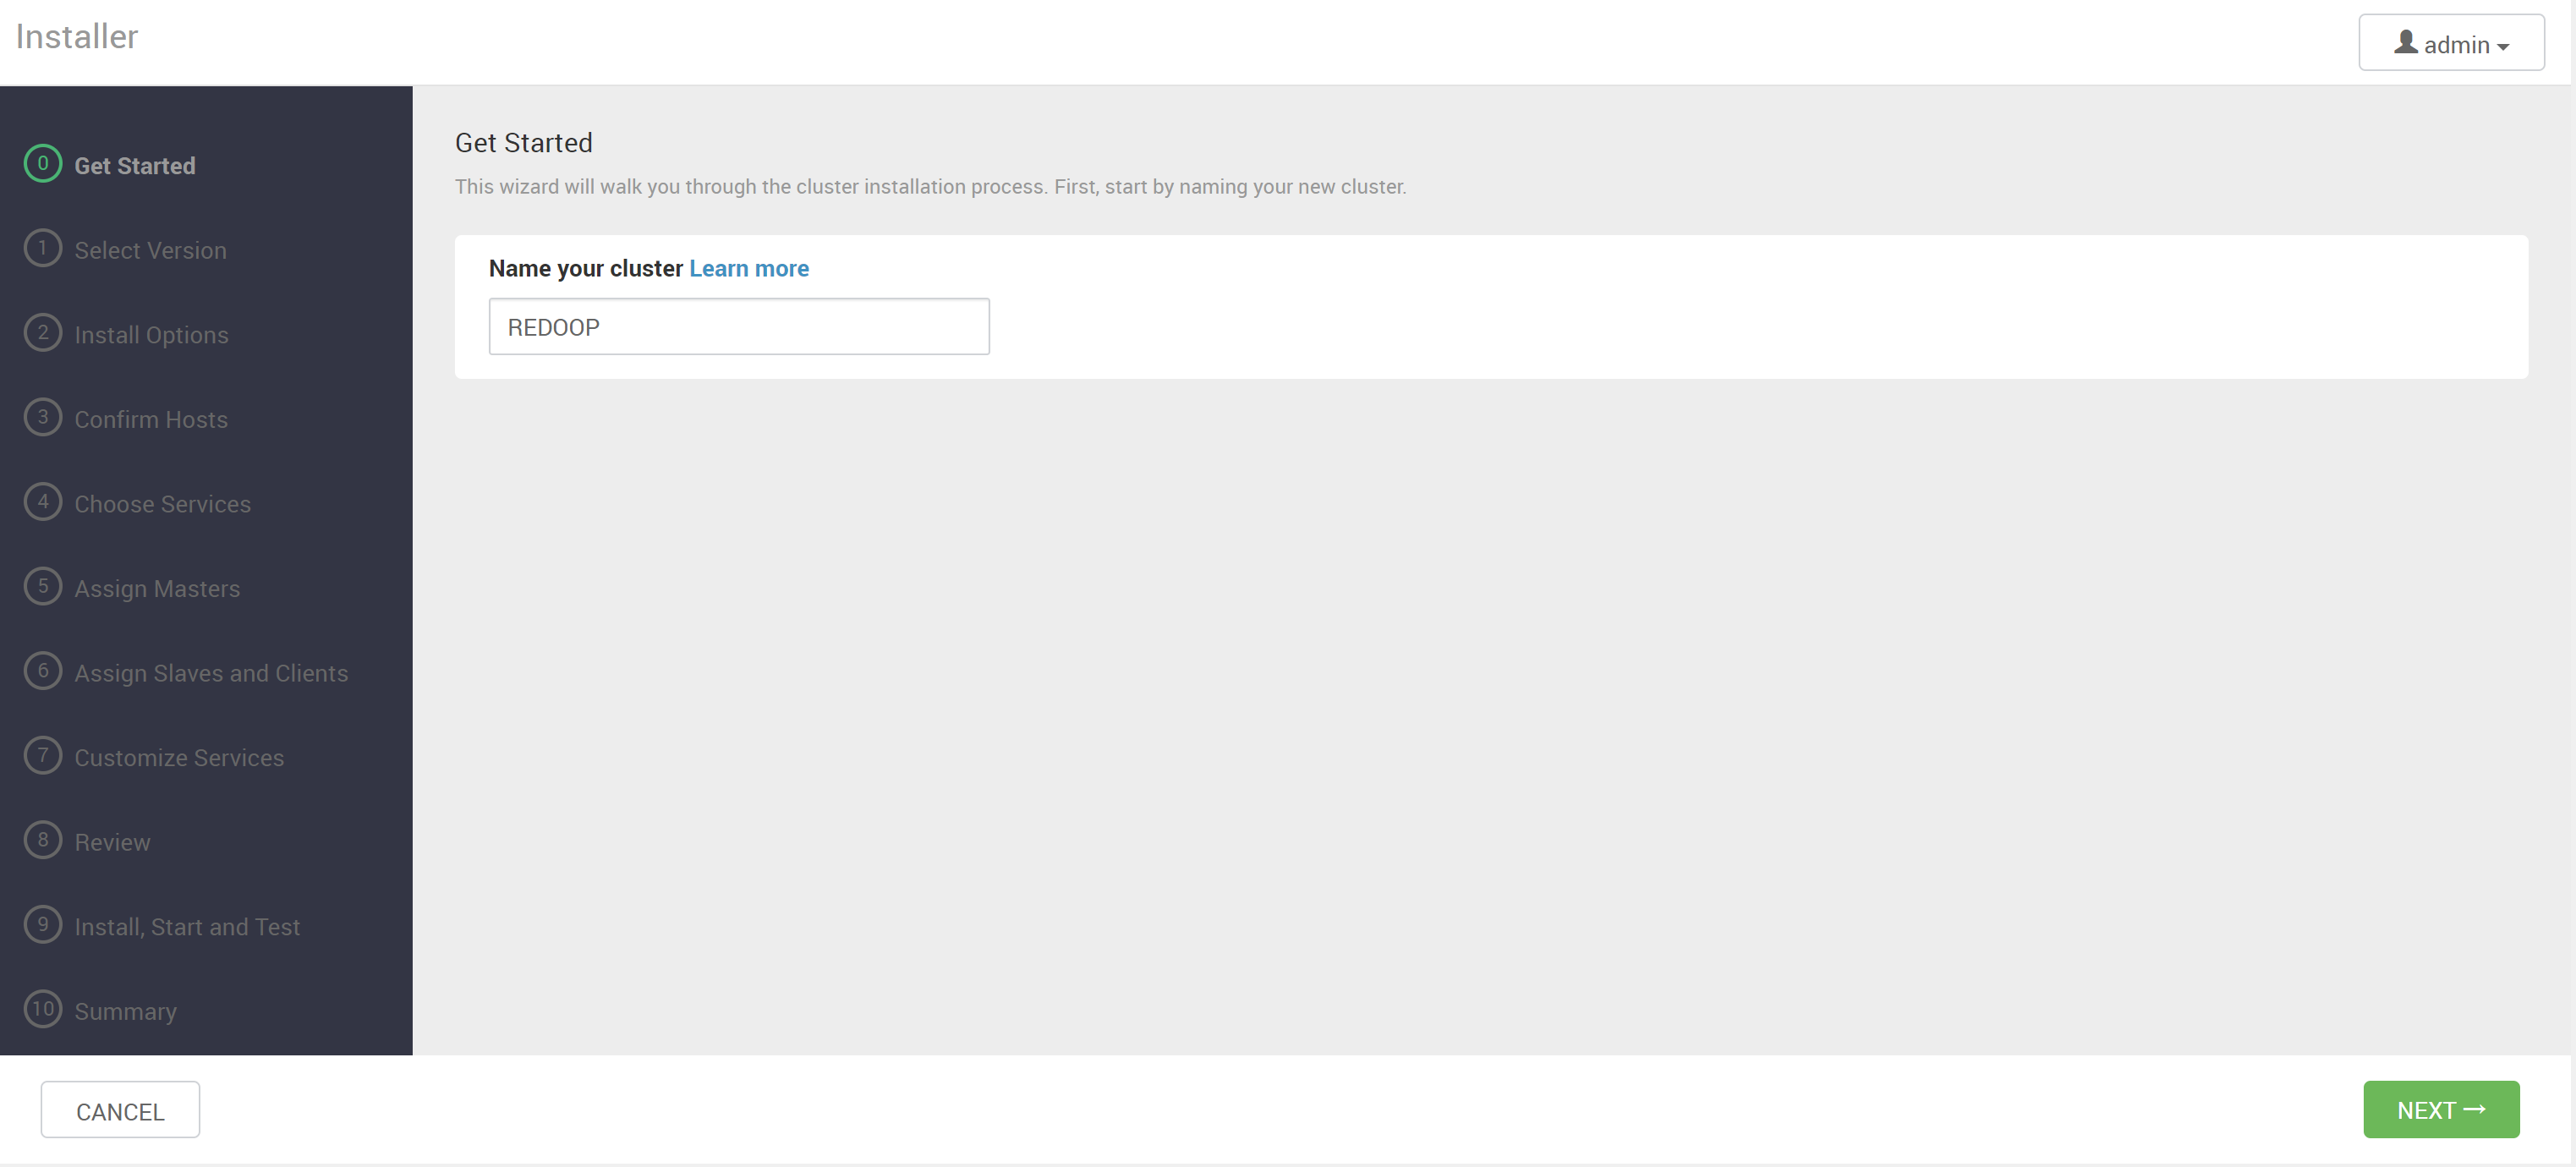 Installer
admin
0 Get Started
1 Select Version
2 Install Options
3 Confirm Hosts
4 Choose Services
5 Assign Masters
6 Assign Slaves and Clients
7 Customize Services
8 Review
9 Install, Start and Test
10 Summary
Get Started
This wizard will walk you through the cluster installation process. First, start by naming your new cluster.
Name your cluster Learn more
REDOOP
CANCEL
NEXT →